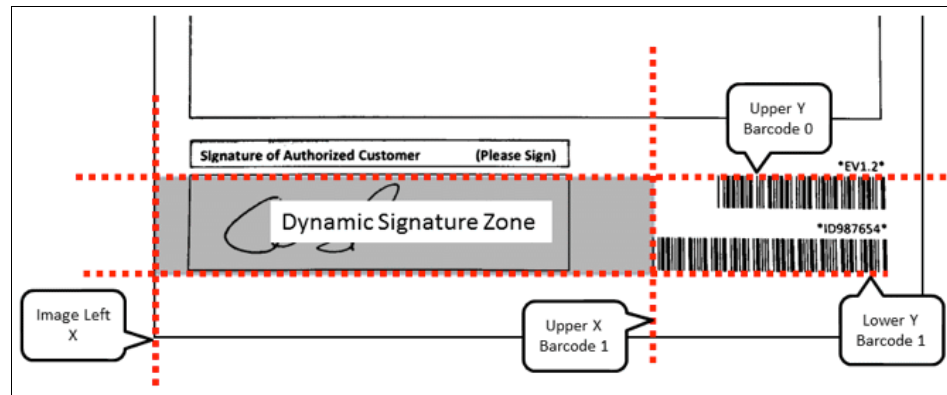 Upper Y
Barcode 0
Signature of Authorized Customer (Please Sign)
*EV1.2*
Dynamic Signature Zone
*ID987654*
Image Left
X
Upper X
Barcode 1
Lower Y
Barcode 1